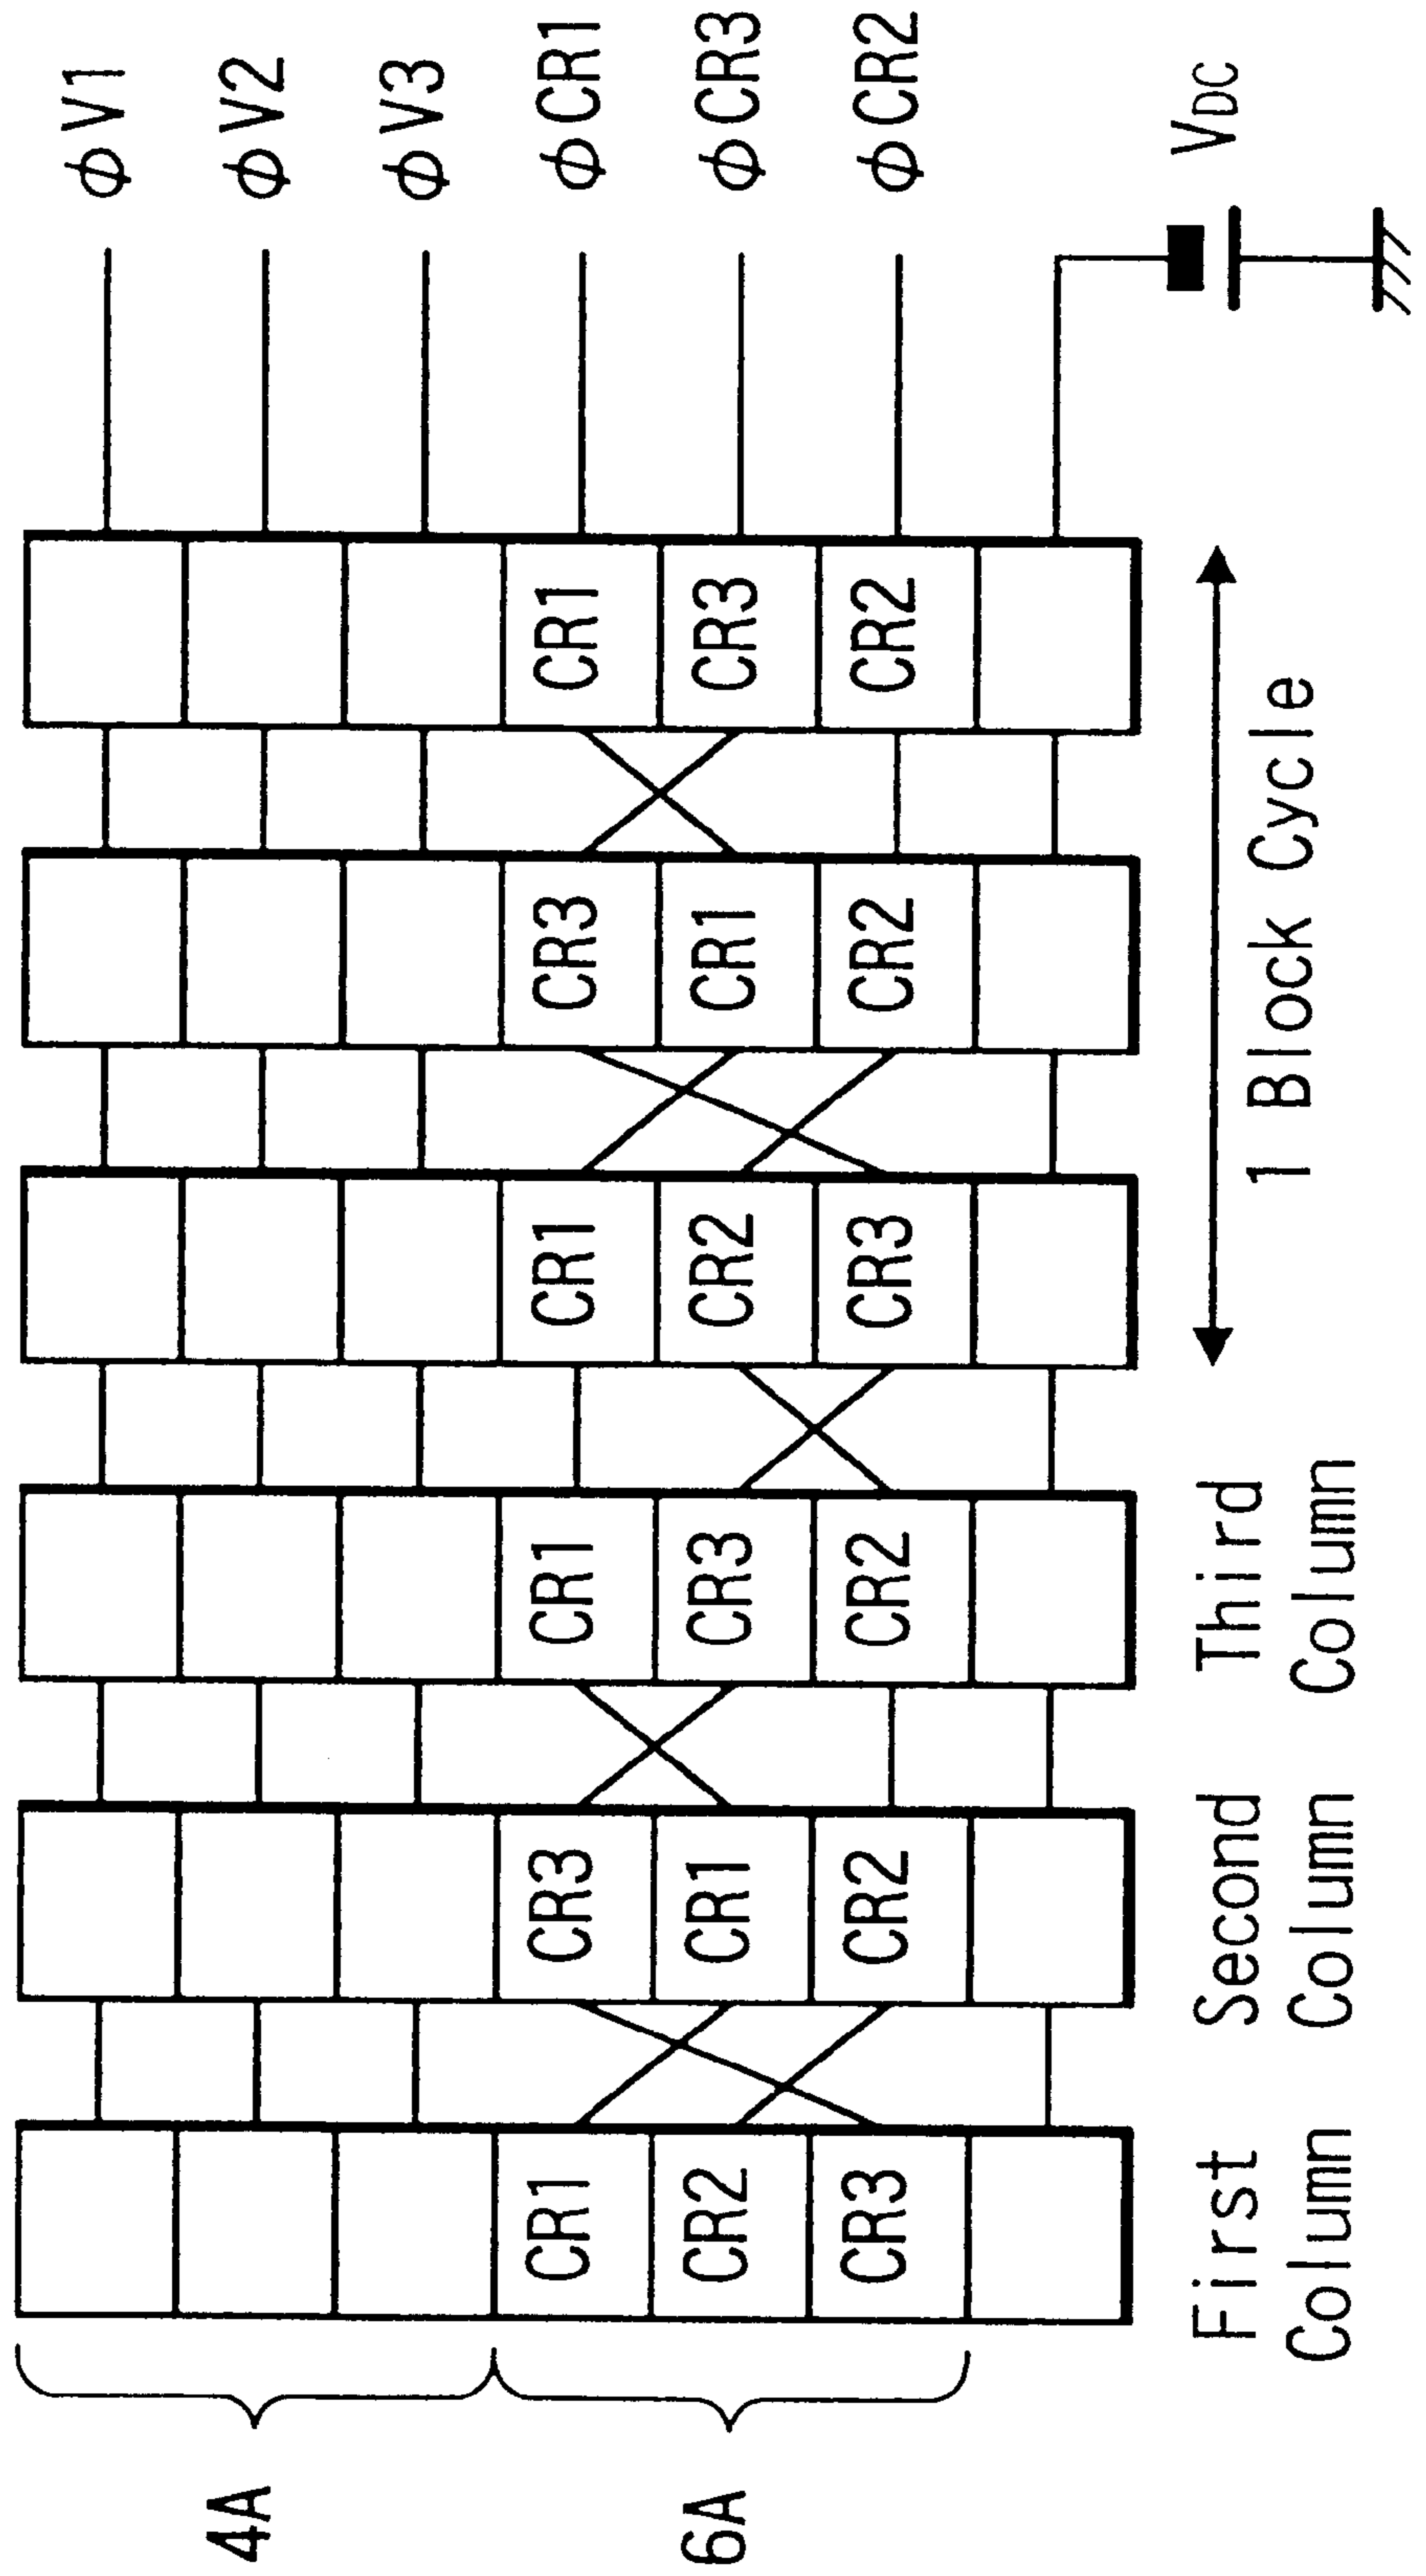 4A
6A
CR1 CR3 CR1 CR1 CR3 CR1
CR2 CR1 CR3 CR2 CR1 CR3
CR3 CR2 CR2 CR3 CR2 CR2
φV1
φV2
φV3
φCR1
φCR3
φCR2
VDC
First Column
Second Column
Third Column
1 Block Cycle